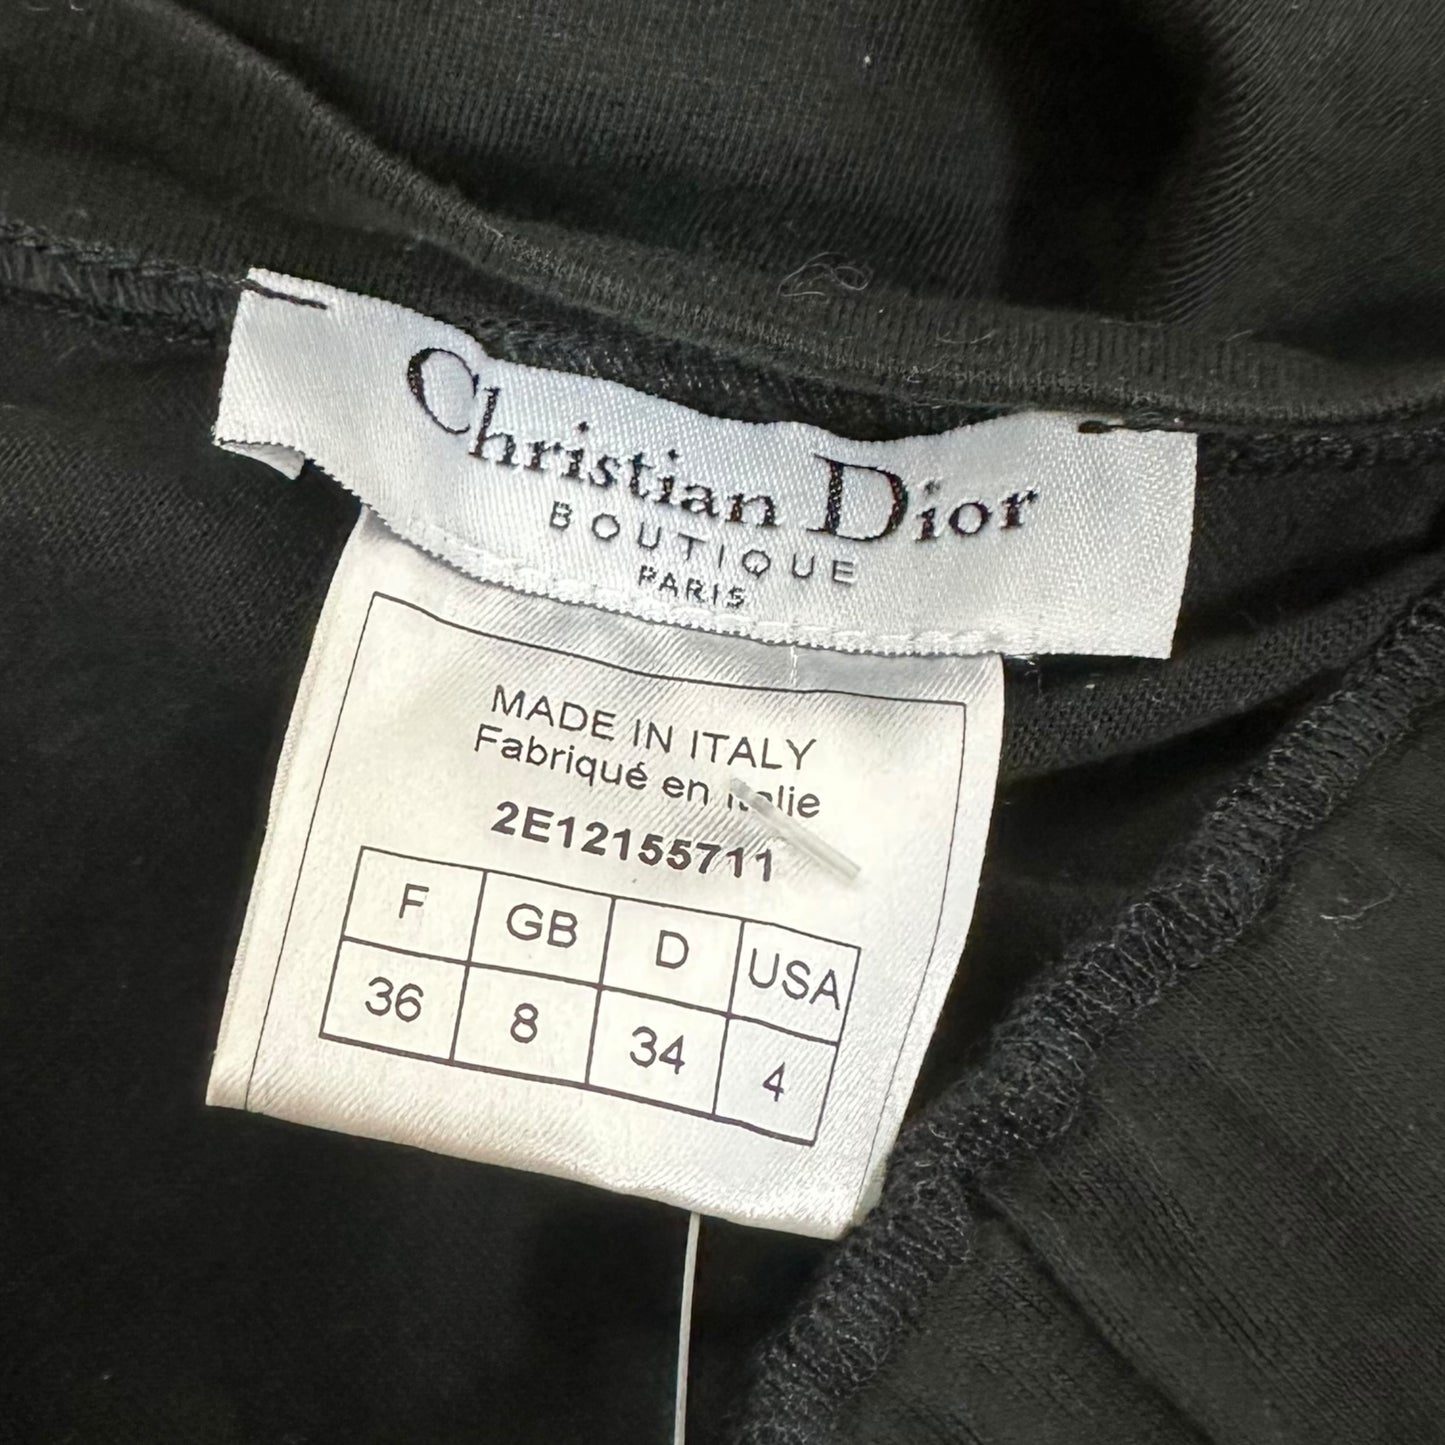 Christian Dior
BOUTIQUE
PARIS
MADE IN ITALY
Fabriqué en Italie
2E12155711
F GB D USA
36 8 34 4